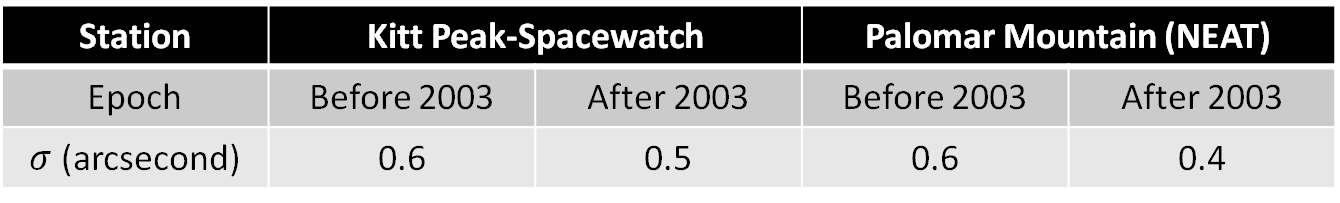 Station Kitt Peak-Spacewatch Palomar Mountain (NEAT)
Epoch Before 2003 After 2003 Before 2003 After 2003
σ (arcsecond) 0.6 0.5 0.6 0.4